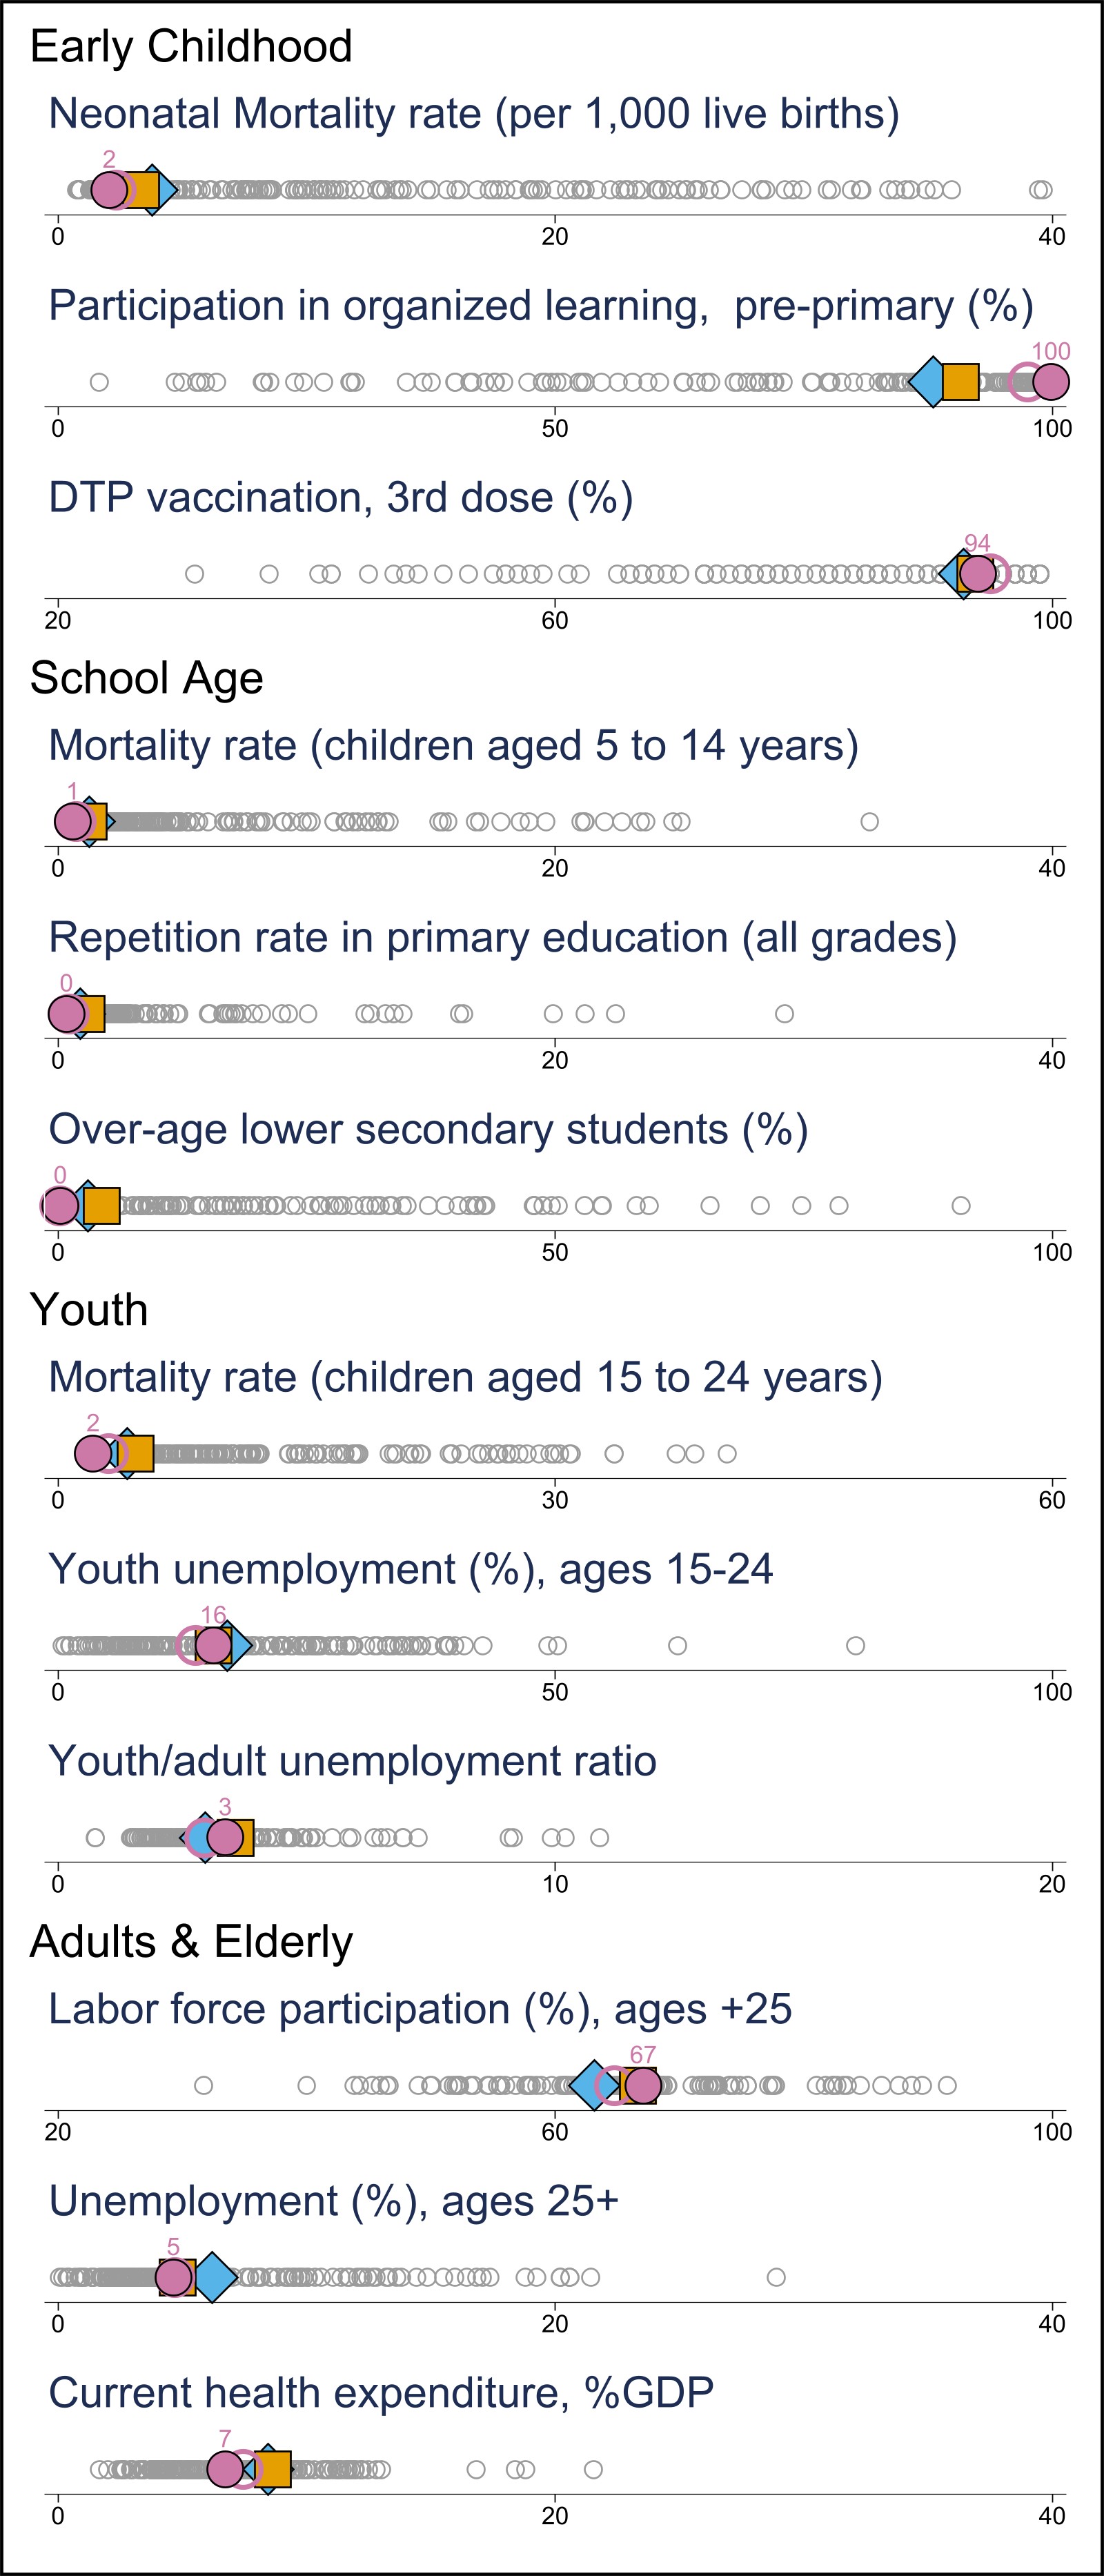 Early Childhood
Neonatal Mortality rate (per 1,000 live births)
2
0 20 40
Participation in organized learning,  pre-primary (%)
100
0 50 100
DTP vaccination, 3rd dose (%)
94
20 60 100
School Age
Mortality rate (children aged 5 to 14 years)
1
0 20 40
Repetition rate in primary education (all grades)
0
0 20 40
Over-age lower secondary students (%)
0
0 50 100
Youth
Mortality rate (children aged 15 to 24 years)
2
0 30 60
Youth unemployment (%), ages 15-24
16
0 50 100
Youth/adult unemployment ratio
3
0 10 20
Adults & Elderly
Labor force participation (%), ages +25
67
20 60 100
Unemployment (%), ages 25+
5
0 20 40
Current health expenditure, %GDP
7
0 20 40